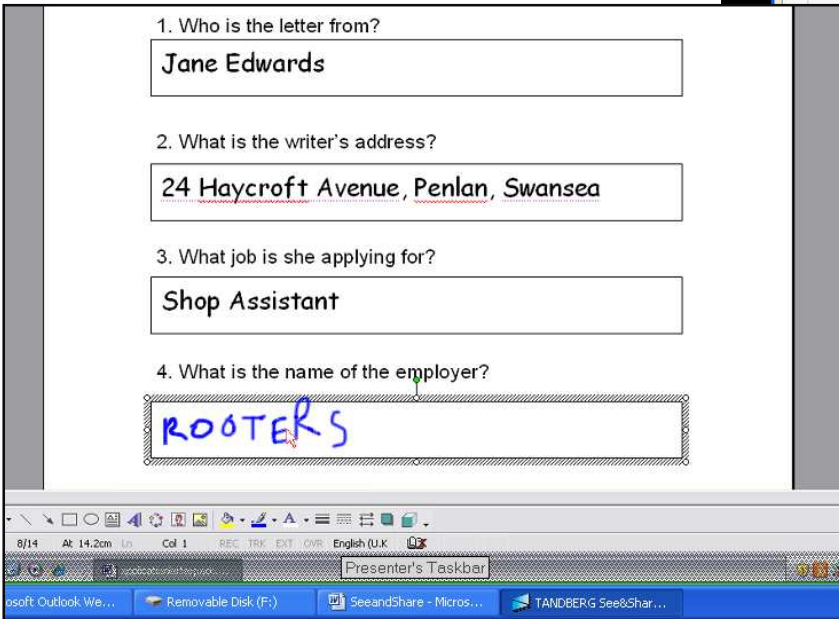 1. Who is the letter from?
Jane Edwards
2. What is the writer's address?
24 Haycroft Avenue, Penlan, Swansea
3. What job is she applying for?
Shop Assistant
4. What is the name of the employer?
ROOTERS
8/14 At 14.2cm Ln Col 1 REC TRK EXT OVR English (U.K
Presenter's Taskbar
osoft Outlook We... Removable Disk (F:) SeeandShare - Micros... TANDBERG See&Shar...